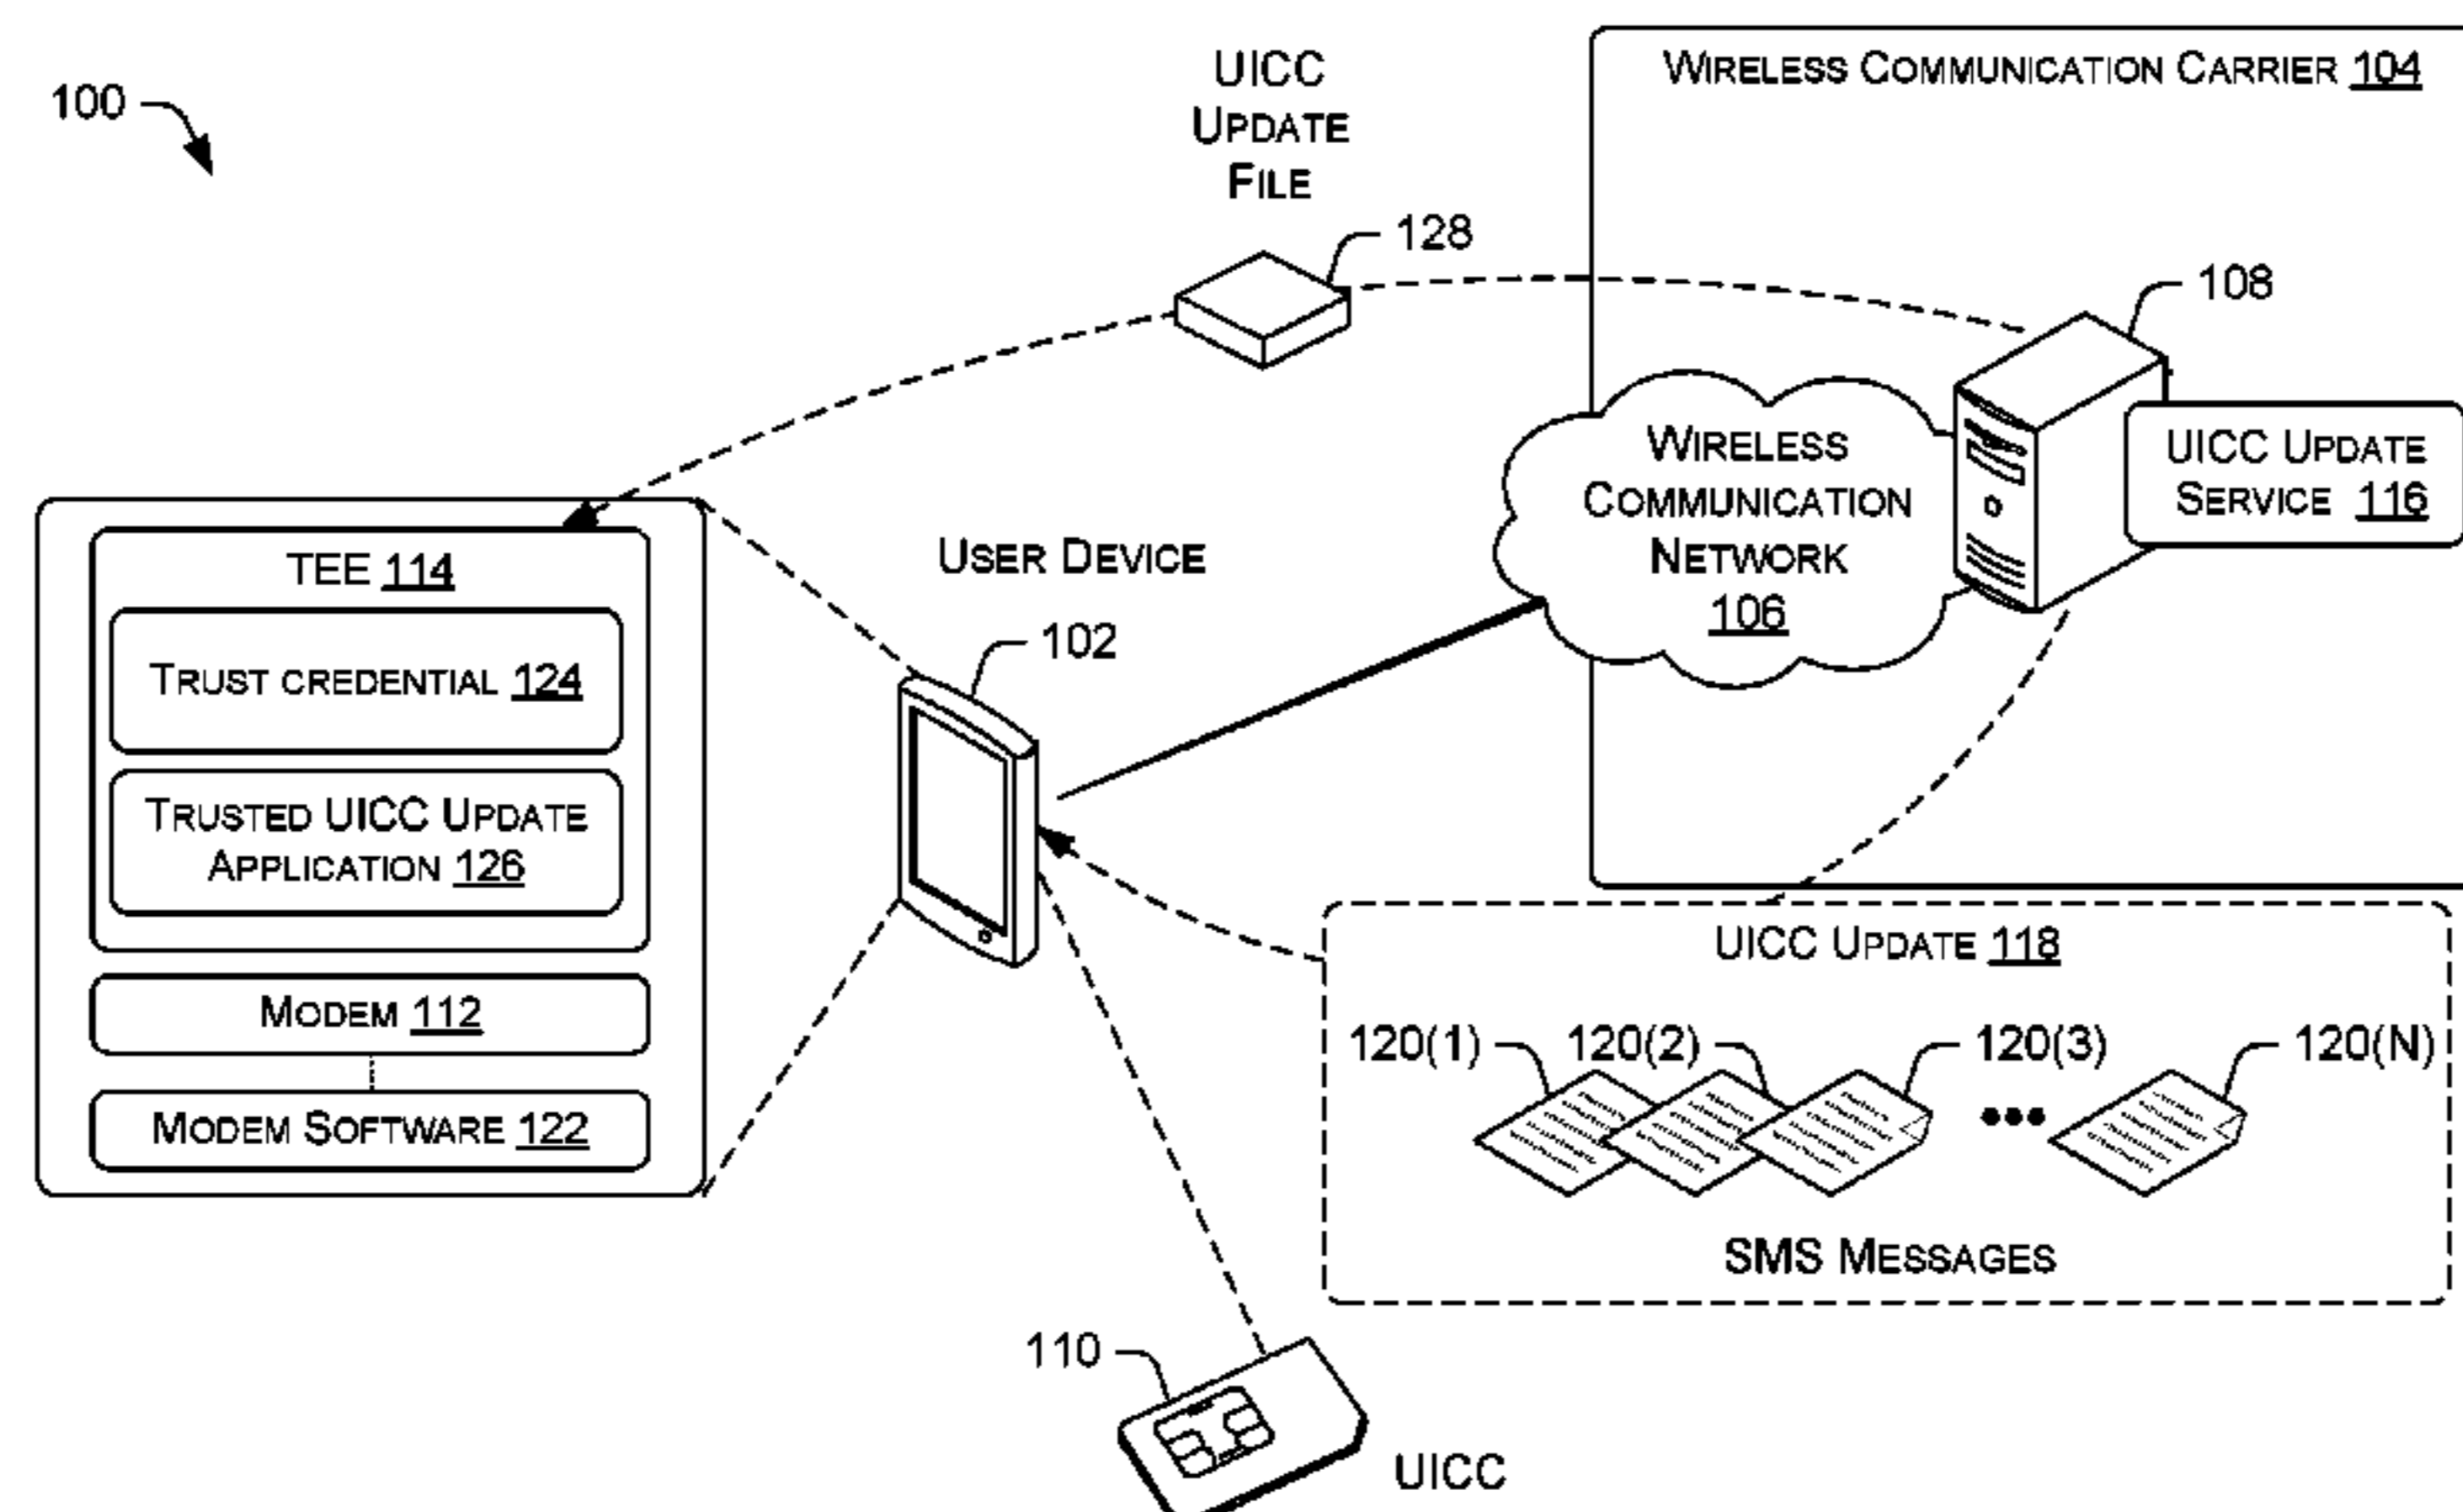 100
UICC
UPDATE
FILE
128
WIRELESS COMMUNICATION CARRIER 104
108
WIRELESS
COMMUNICATION
NETWORK
106
UICC UPDATE
SERVICE 116
USER DEVICE
102
TEE 114
TRUST CREDENTIAL 124
TRUSTED UICC UPDATE
APPLICATION 126
MODEM 112
MODEM SOFTWARE 122
UICC UPDATE 118
120(1) 120(2) 120(3) 120(N)
SMS MESSAGES
110
UICC